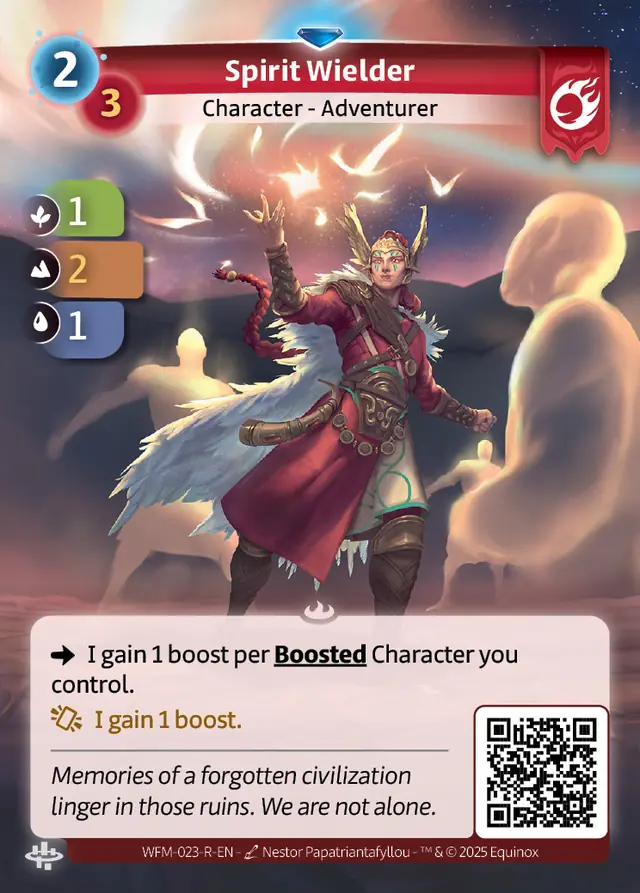 2
Spirit Wielder
3
Character - Adventurer
1
2
1
I gain 1 boost per Boosted Character you
control.
I gain 1 boost.
Memories of a forgotten civilization
linger in those ruins. We are not alone.
WFM-023-R-EN - Nestor Papatriantafyllou - ™ & © 2025 Equinox